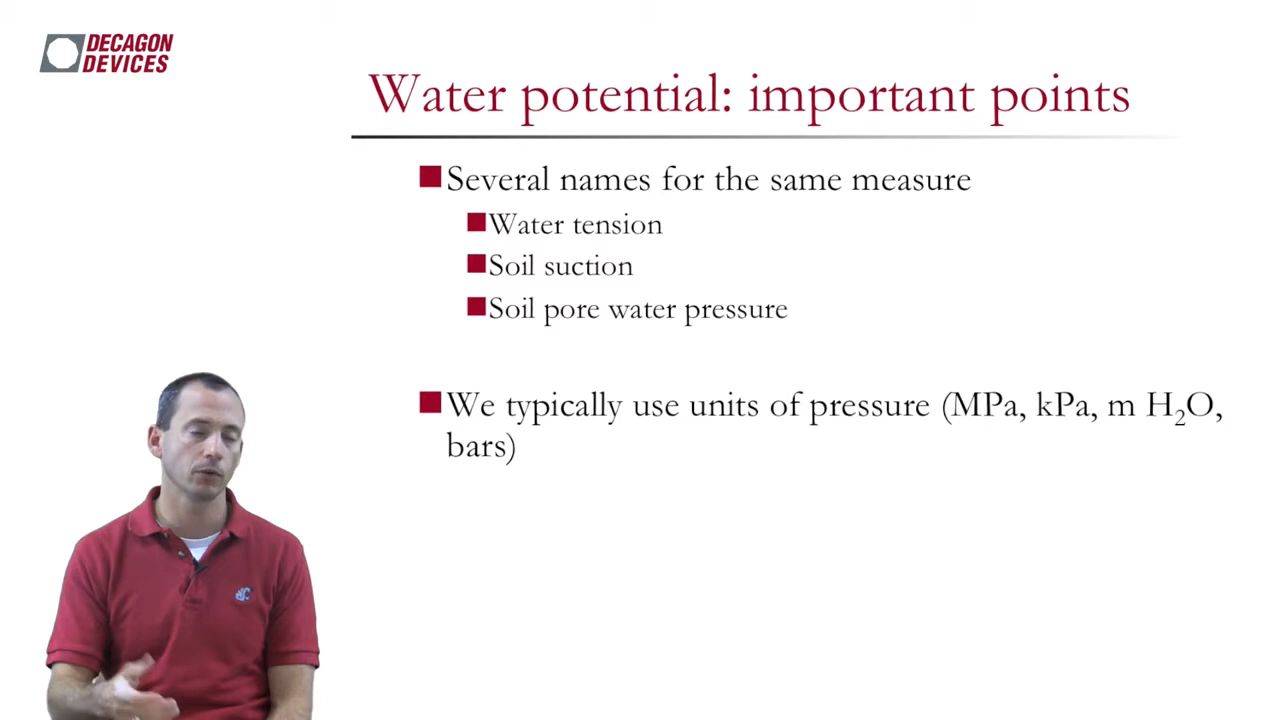 DECAGON
DEVICES
Water potential: important points
Several names for the same measure
Water tension
Soil suction
Soil pore water pressure
We typically use units of pressure (MPa, kPa, m H₂O,
bars)